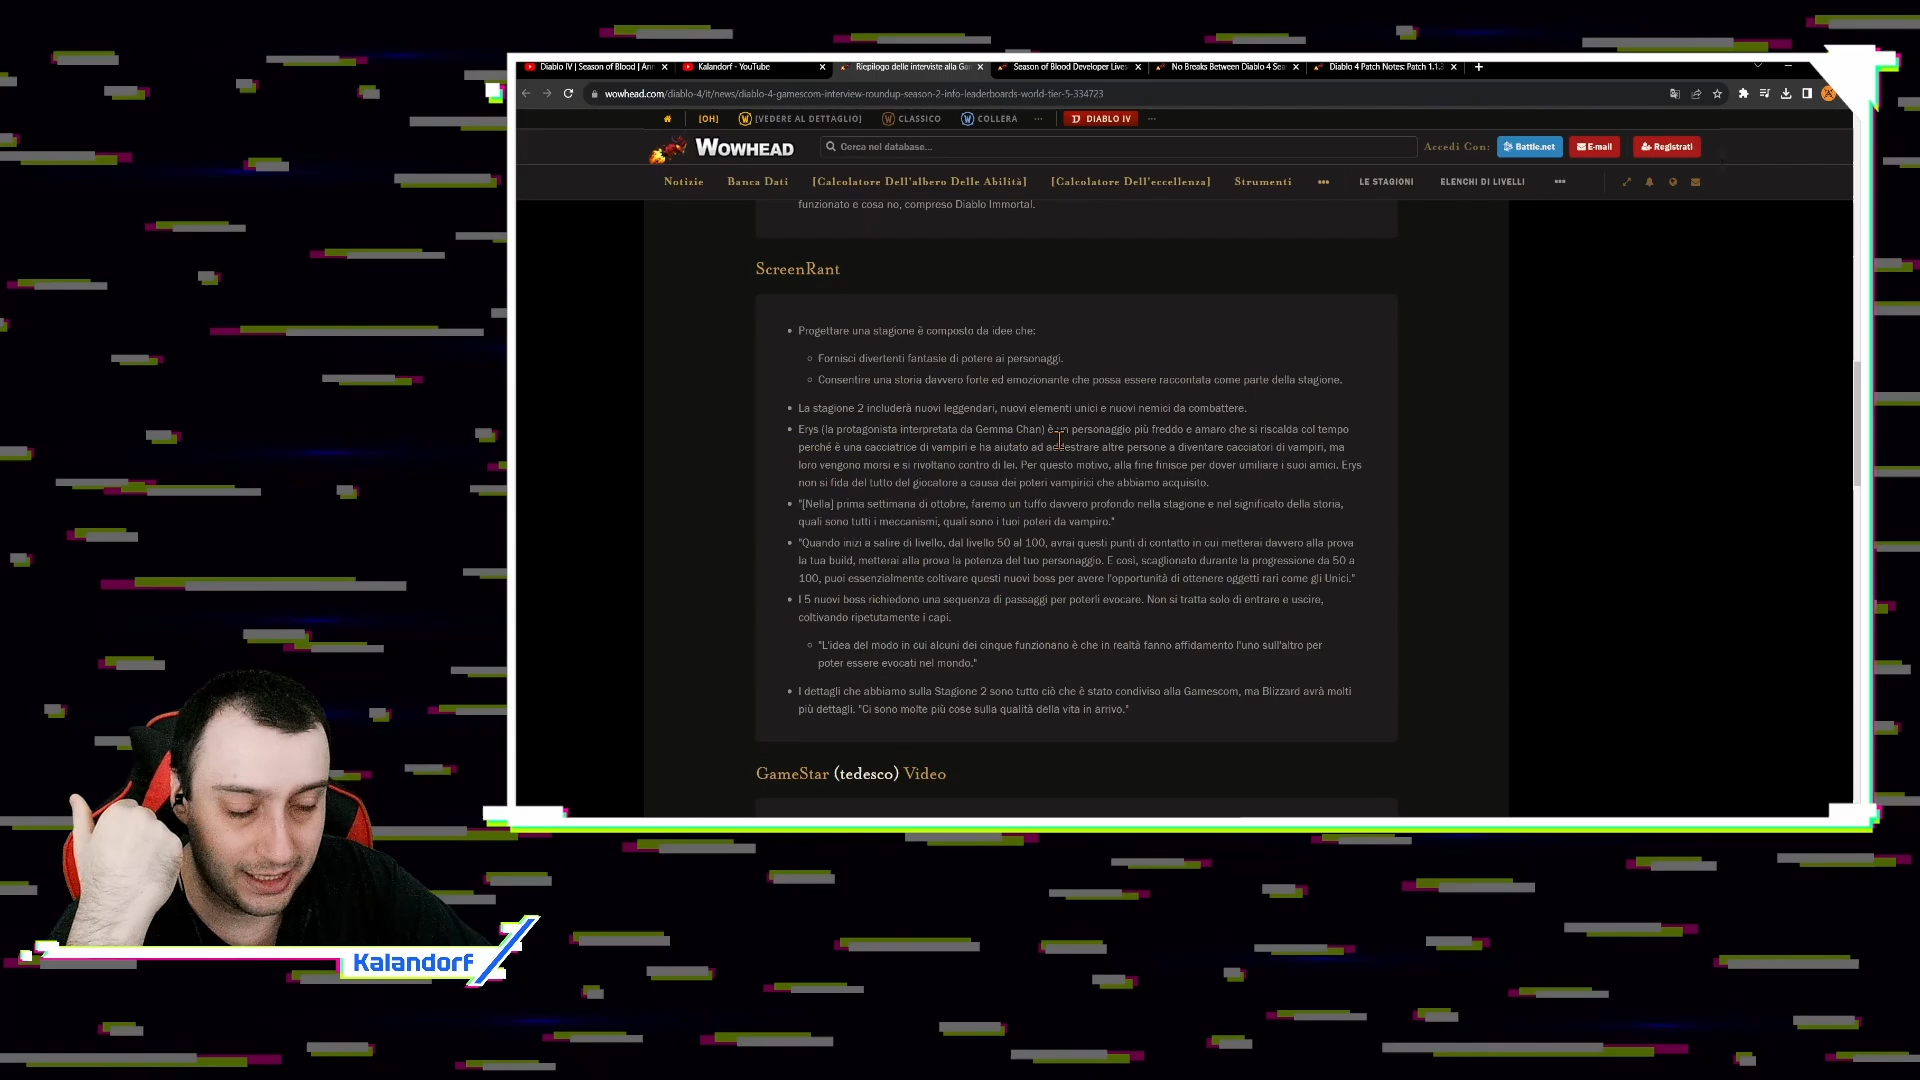 Diablo IV | Season of Blood | Ann
Kalandorf - YouTube
Riepilogo delle interviste alla Gan
Season of Blood Developer Lives
No Breaks Between Diablo 4 Sea
Diablo 4 Patch Notes: Patch 1.1.3
wowhead.com/diablo-4/it/news/diablo-4-gamescom-interview-roundup-season-2-info-leaderboards-world-tier-5-334723
[OH]
[VEDERE AL DETTAGLIO]
CLASSICO
COLLERA
DIABLO IV
WOWHEAD
Cerca nel database...
Accedi Con:
Battle.net
E-mail
Registrati
Notizie
Banca Dati
[Calcolatore Dell'albero Delle Abilità]
[Calcolatore Dell'eccellenza]
Strumenti
LE STAGIONI
ELENCHI DI LIVELLI
funzionato e cosa no, compreso Diablo Immortal.
ScreenRant
Progettare una stagione è composto da idee che:
Fornisci divertenti fantasie di potere ai personaggi.
Consentire una storia davvero forte ed emozionante che possa essere raccontata come parte della stagione.
La stagione 2 includerà nuovi leggendari, nuovi elementi unici e nuovi nemici da combattere.
Erys (la protagonista interpretata da Gemma Chan) è un personaggio più freddo e amaro che si riscalda col tempo
perché è una cacciatrice di vampiri e ha aiutato ad addestrare altre persone a diventare cacciatori di vampiri, ma
loro vengono morsi e si rivoltano contro di lei. Per questo motivo, alla fine finisce per dover umiliare i suoi amici. Erys
non si fida del tutto del giocatore a causa dei poteri vampirici che abbiamo acquisito.
"[Nella] prima settimana di ottobre, faremo un tuffo davvero profondo nella stagione e nel significato della storia,
quali sono tutti i meccanismi, quali sono i tuoi poteri da vampiro."
"Quando inizi a salire di livello, dal livello 50 al 100, avrai questi punti di contatto in cui metterai davvero alla prova
la tua build, metterai alla prova la potenza del tuo personaggio. E così, scaglionato durante la progressione da 50 a
100, puoi essenzialmente coltivare questi nuovi boss per avere l'opportunità di ottenere oggetti rari come gli Unici."
I 5 nuovi boss richiedono una sequenza di passaggi per poterli evocare. Non si tratta solo di entrare e uscire,
coltivando ripetutamente i capi.
"L'idea del modo in cui alcuni dei cinque funzionano è che in realtà fanno affidamento l'uno sull'altro per
poter essere evocati nel mondo."
I dettagli che abbiamo sulla Stagione 2 sono tutto ciò che è stato condiviso alla Gamescom, ma Blizzard avrà molti
più dettagli. "Ci sono molte più cose sulla qualità della vita in arrivo."
GameStar (tedesco) Video
Kalandorf